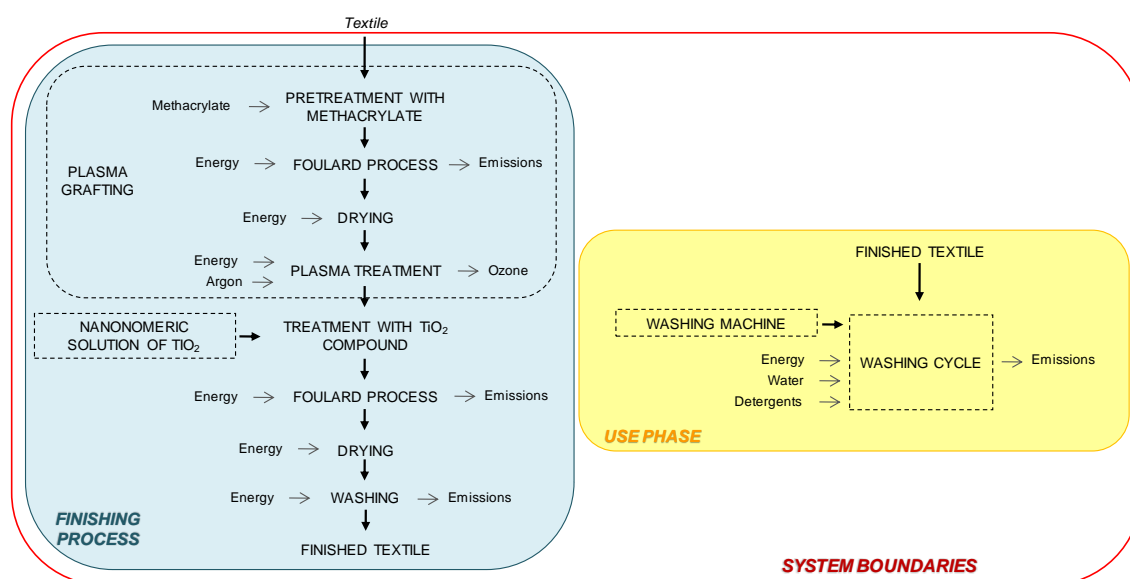 Textile
Methacrylate
PRETREATMENT WITH
METHACRYLATE
Energy
FOULARD PROCESS
Emissions
PLASMA
GRAFTING
Energy
DRYING
Energy
Argon
PLASMA TREATMENT
Ozone
NANONOMERIC
SOLUTION OF TIO₂
TREATMENT WITH TiO₂
COMPOUND
Energy
FOULARD PROCESS
Emissions
Energy
DRYING
Energy
WASHING
Emissions
FINISHING
PROCESS
FINISHED TEXTILE
FINISHED TEXTILE
WASHING MACHINE
Energy
Water
Detergents
WASHING CYCLE
Emissions
USE PHASE
SYSTEM BOUNDARIES